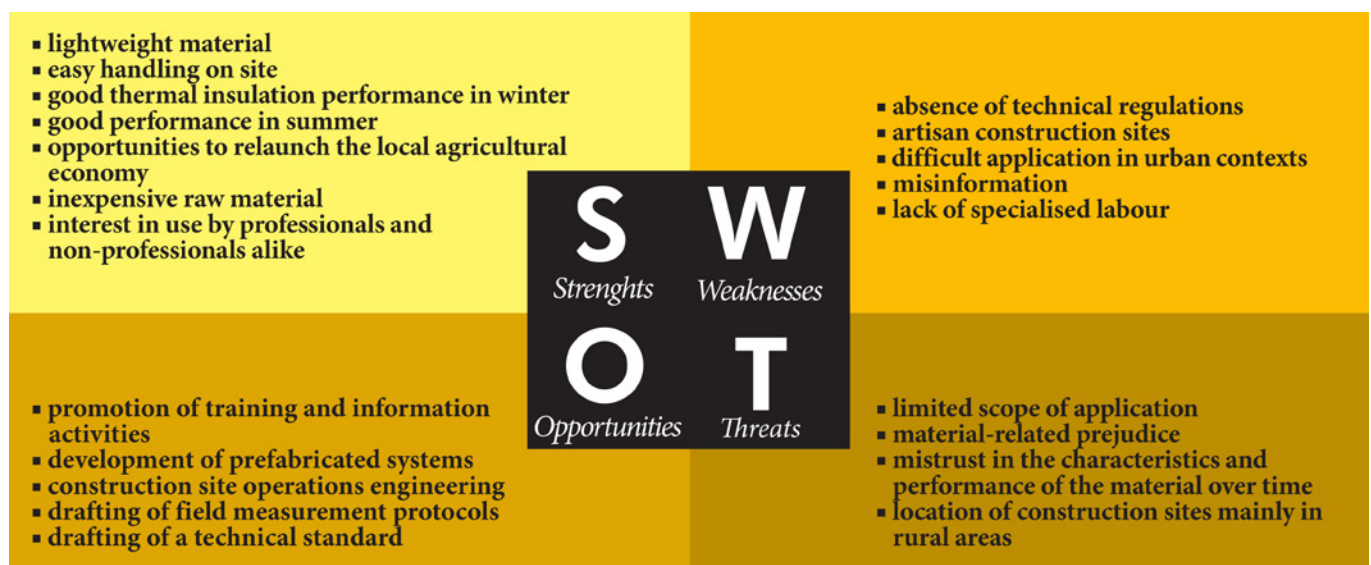 ▪ lightweight material
▪ easy handling on site
▪ good thermal insulation performance in winter
▪ good performance in summer
▪ opportunities to relaunch the local agricultural
economy
▪ inexpensive raw material
▪ interest in use by professionals and
non-professionals alike
▪ absence of technical regulations
▪ artisan construction sites
▪ difficult application in urban contexts
▪ misinformation
▪ lack of specialised labour
S W
Strenghts Weaknesses
O T
Opportunities Threats
▪ promotion of training and information
activities
▪ development of prefabricated systems
▪ construction site operations engineering
▪ drafting of field measurement protocols
▪ drafting of a technical standard
▪ limited scope of application
▪ material-related prejudice
▪ mistrust in the characteristics and
performance of the material over time
▪ location of construction sites mainly in
rural areas